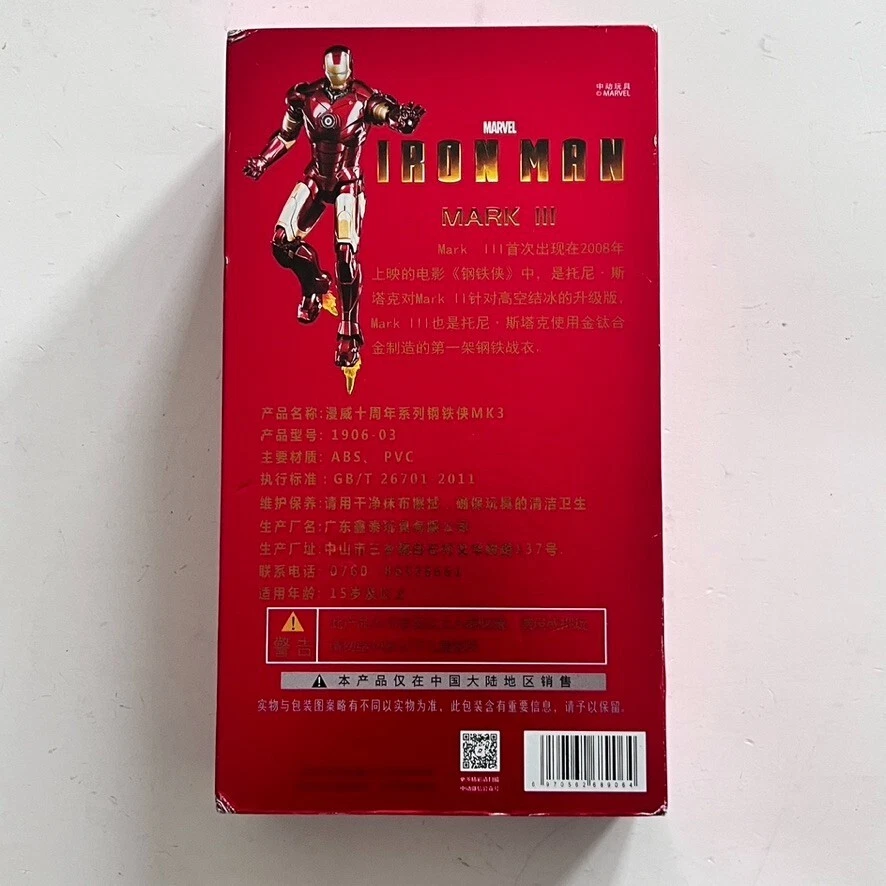 中动玩具
© MARVEL
MARVEL
IRON MAN
MARK III
Mark III首次出现在2008年
上映的电影《钢铁侠》中，是托尼·斯
塔克对Mark II针对高空结冰的升级版，
Mark III也是托尼·斯塔克使用金钛合
金制造的第一架钢铁战衣。
产品名称:漫威十周年系列钢铁侠MK3
产品型号: 1906-03
主要材质: ABS、PVC
执行标准: GB/T 26701 2011
维护保养:请用干净抹布擦拭，确保玩具的清洁卫生
生产厂名:广东
生产厂址:中山市三 137号.
联系电话: 0760
适用年龄: 15岁
警告
本产品仅在中国大陆地区销售
实物与包装图案略有不同以实物为准，此包装含有重要信息，请予以保留。
6 970562 689064